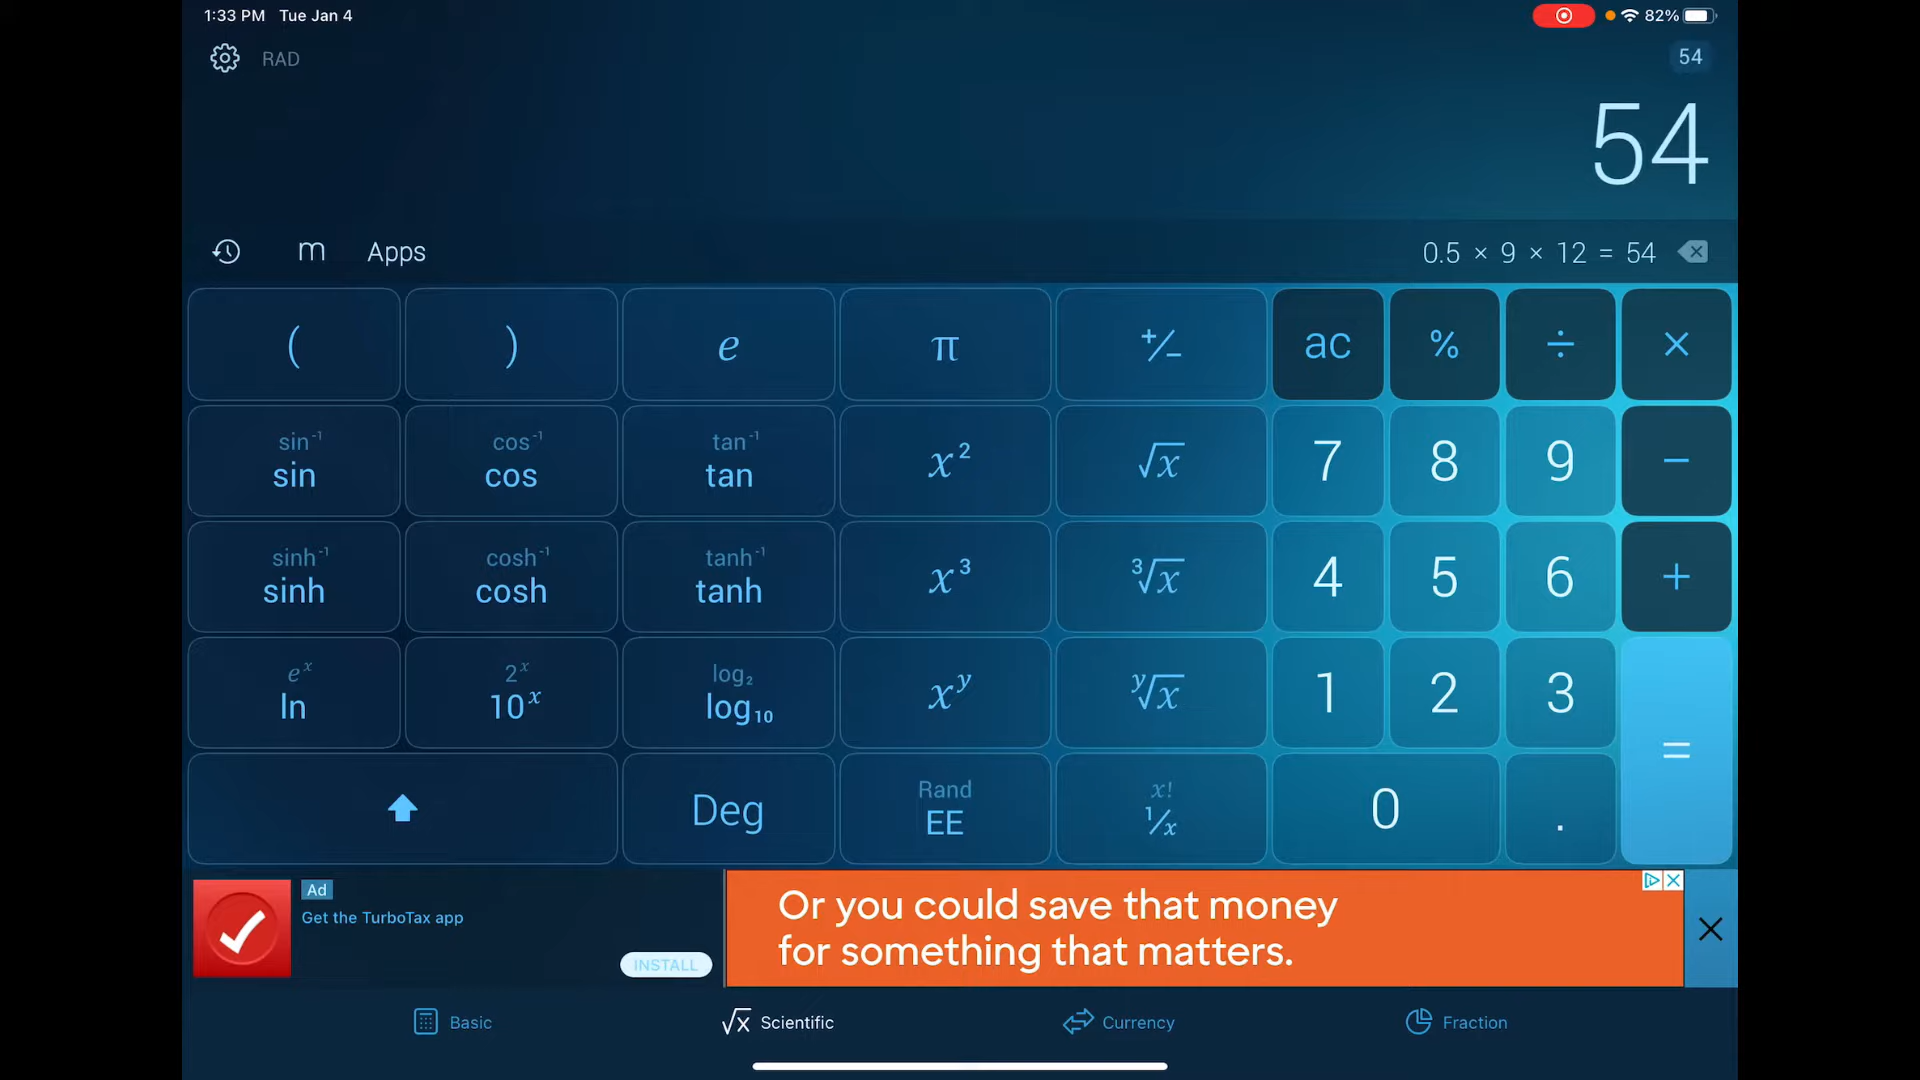 1:33 PM Tue Jan 4
82%
RAD
54
54
m Apps
0.5 × 9 × 12 = 54
( ) e π +/− ac % ÷ ×
sin⁻¹ cos⁻¹ tan⁻¹
sin cos tan x² √x 7 8 9 −
sinh⁻¹ cosh⁻¹ tanh⁻¹
sinh cosh tanh x³ ³√x 4 5 6 +
eˣ 2ˣ log₂
ln 10ˣ log₁₀ xʸ ʸ√x 1 2 3 =
Rand x!
Deg EE 1/x 0 .
Ad
Get the TurboTax app
INSTALL
Or you could save that money
for something that matters.
Basic √x Scientific Currency Fraction